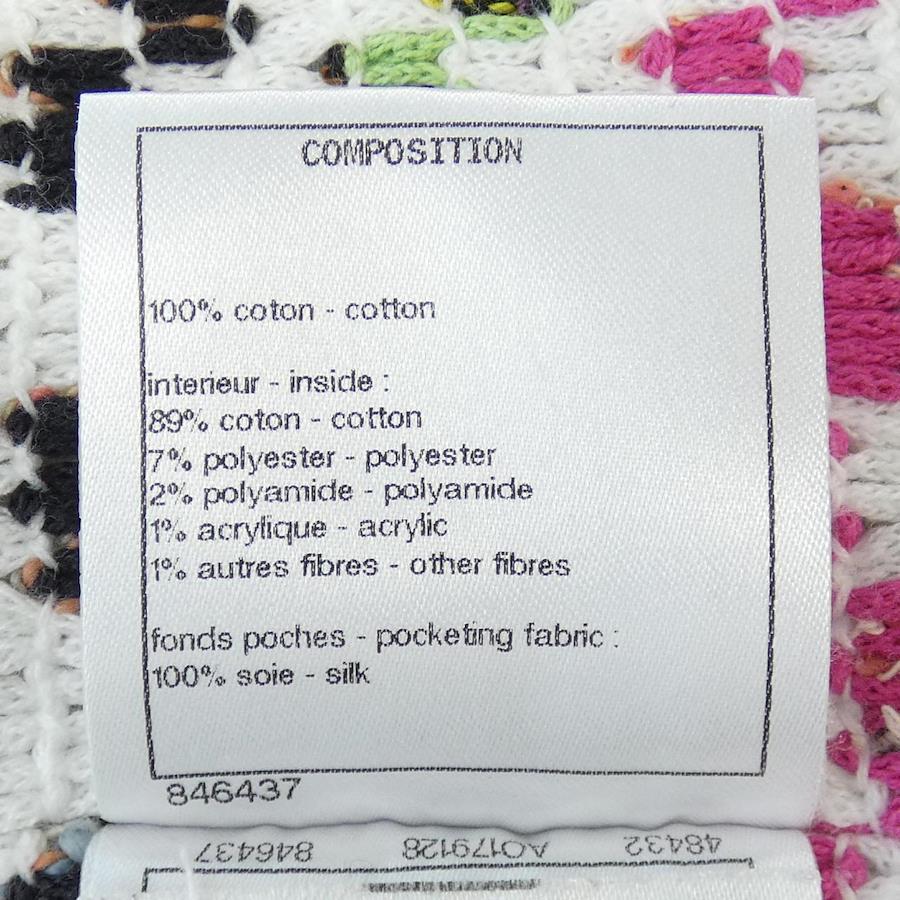 COMPOSITION
100% coton - cotton
interieur - inside :
89% coton - cotton
7% polyester - polyester
2% polyamide - polyamide
1% acrylique - acrylic
1% autres fibres - other fibres
fonds poches - pocketing fabric :
100% soie - silk
846437
48432 A0179128 846437